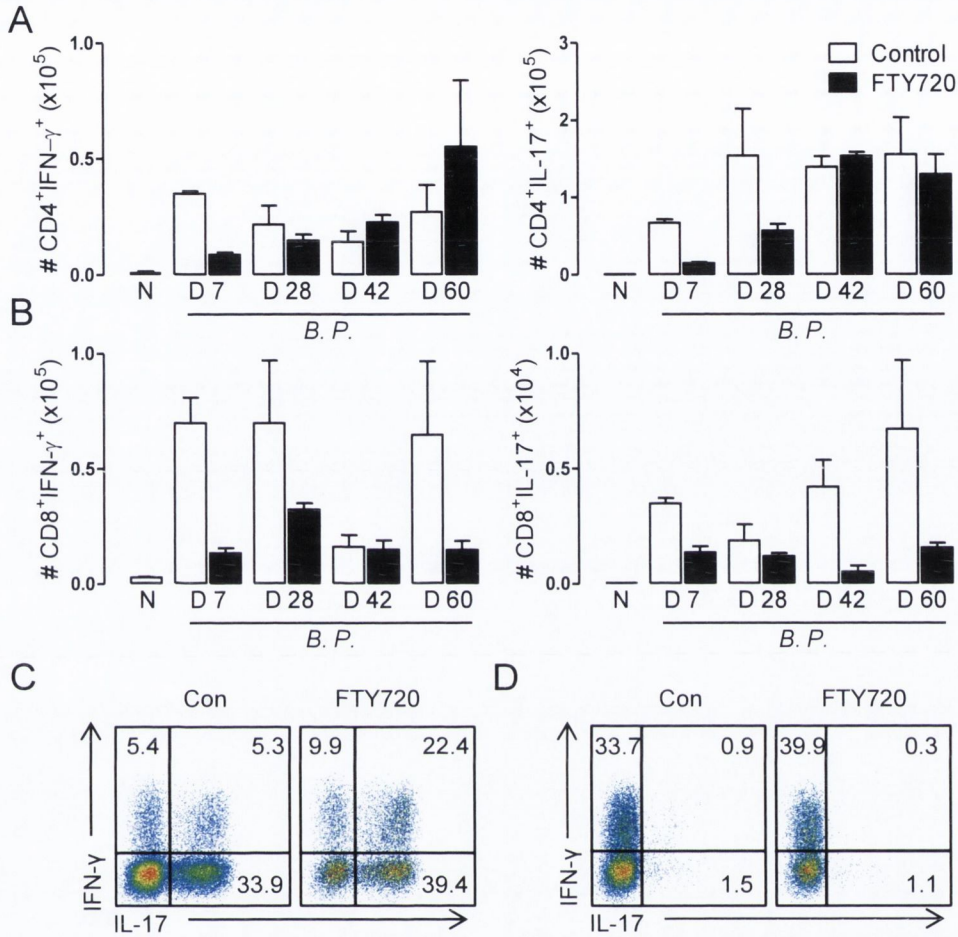 A
# CD4+IFN-γ+ (x10^5)
1.0
0.5
0.0
N
D 7
D 28
D 42
D 60
B. P.
# CD4+IL-17+ (x10^5)
3
2
1
0
N
D 7
D 28
D 42
D 60
B. P.
Control
FTY720
B
# CD8+IFN-γ+ (x10^5)
1.0
0.5
0.0
N
D 7
D 28
D 42
D 60
B. P.
# CD8+IL-17+ (x10^4)
1.0
0.5
0.0
N
D 7
D 28
D 42
D 60
B. P.
C
Con
FTY720
5.4
5.3
33.9
9.9
22.4
39.4
IFN-γ
IL-17
D
Con
FTY720
33.7
0.9
1.5
39.9
0.3
1.1
IFN-γ
IL-17